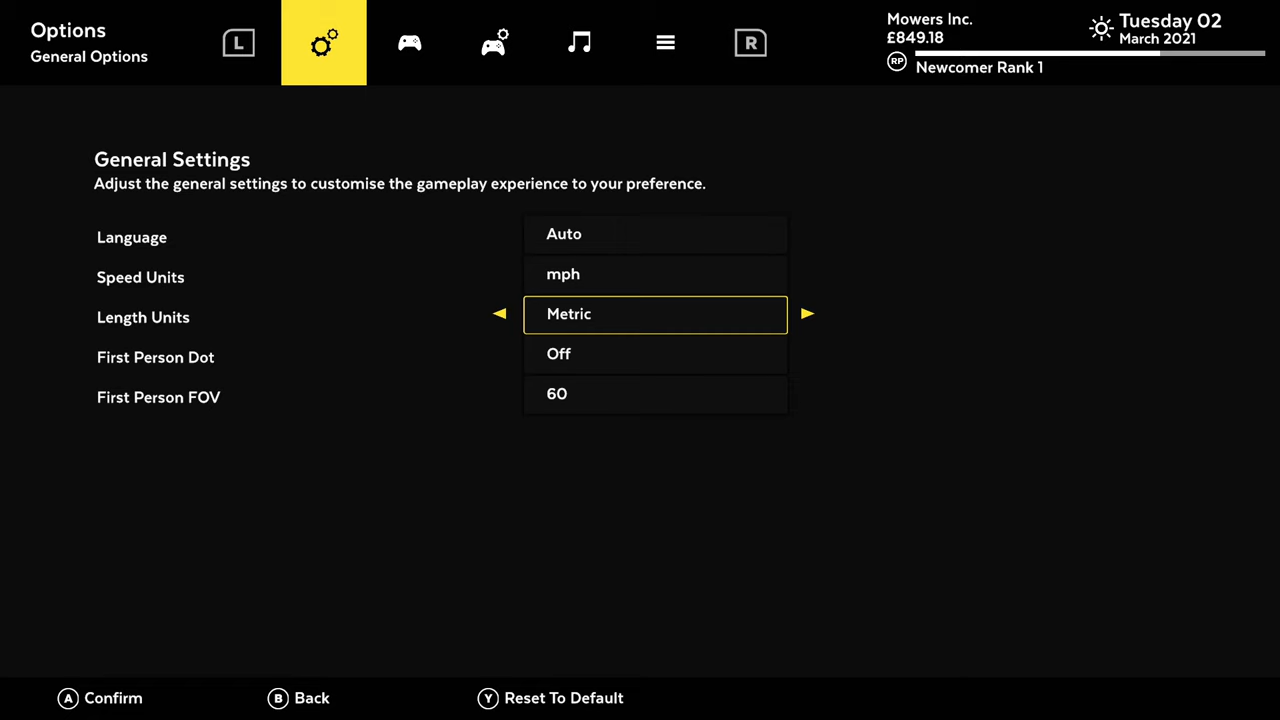 Options
General Options
L
R
Mowers Inc.
£849.18
Tuesday 02
March 2021
RP
Newcomer Rank 1
General Settings
Adjust the general settings to customise the gameplay experience to your preference.
Language Auto
Speed Units mph
Length Units Metric
First Person Dot Off
First Person FOV 60
A Confirm
B Back
Y Reset To Default